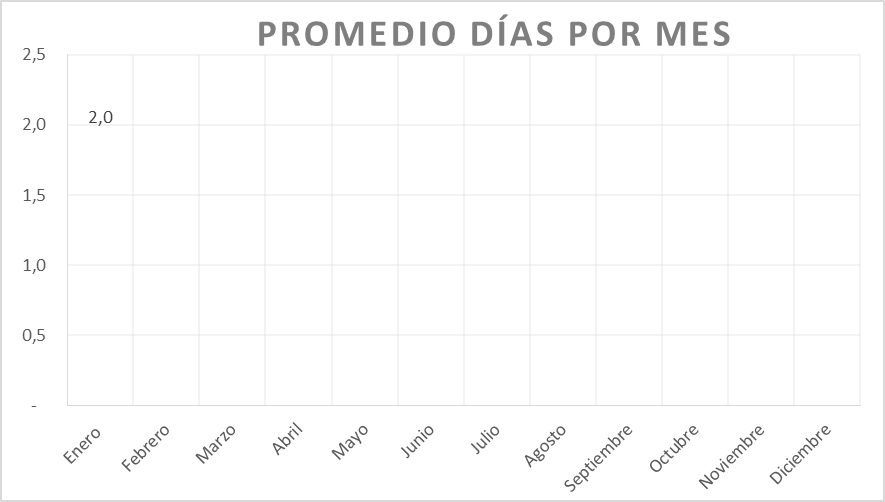 PROMEDIO DÍAS POR MES
2,5
2,0
2,0
1,5
1,0
0,5
-
Enero
Febrero
Marzo
Abril
Mayo
Junio
Julio
Agosto
Septiembre
Octubre
Noviembre
Diciembre